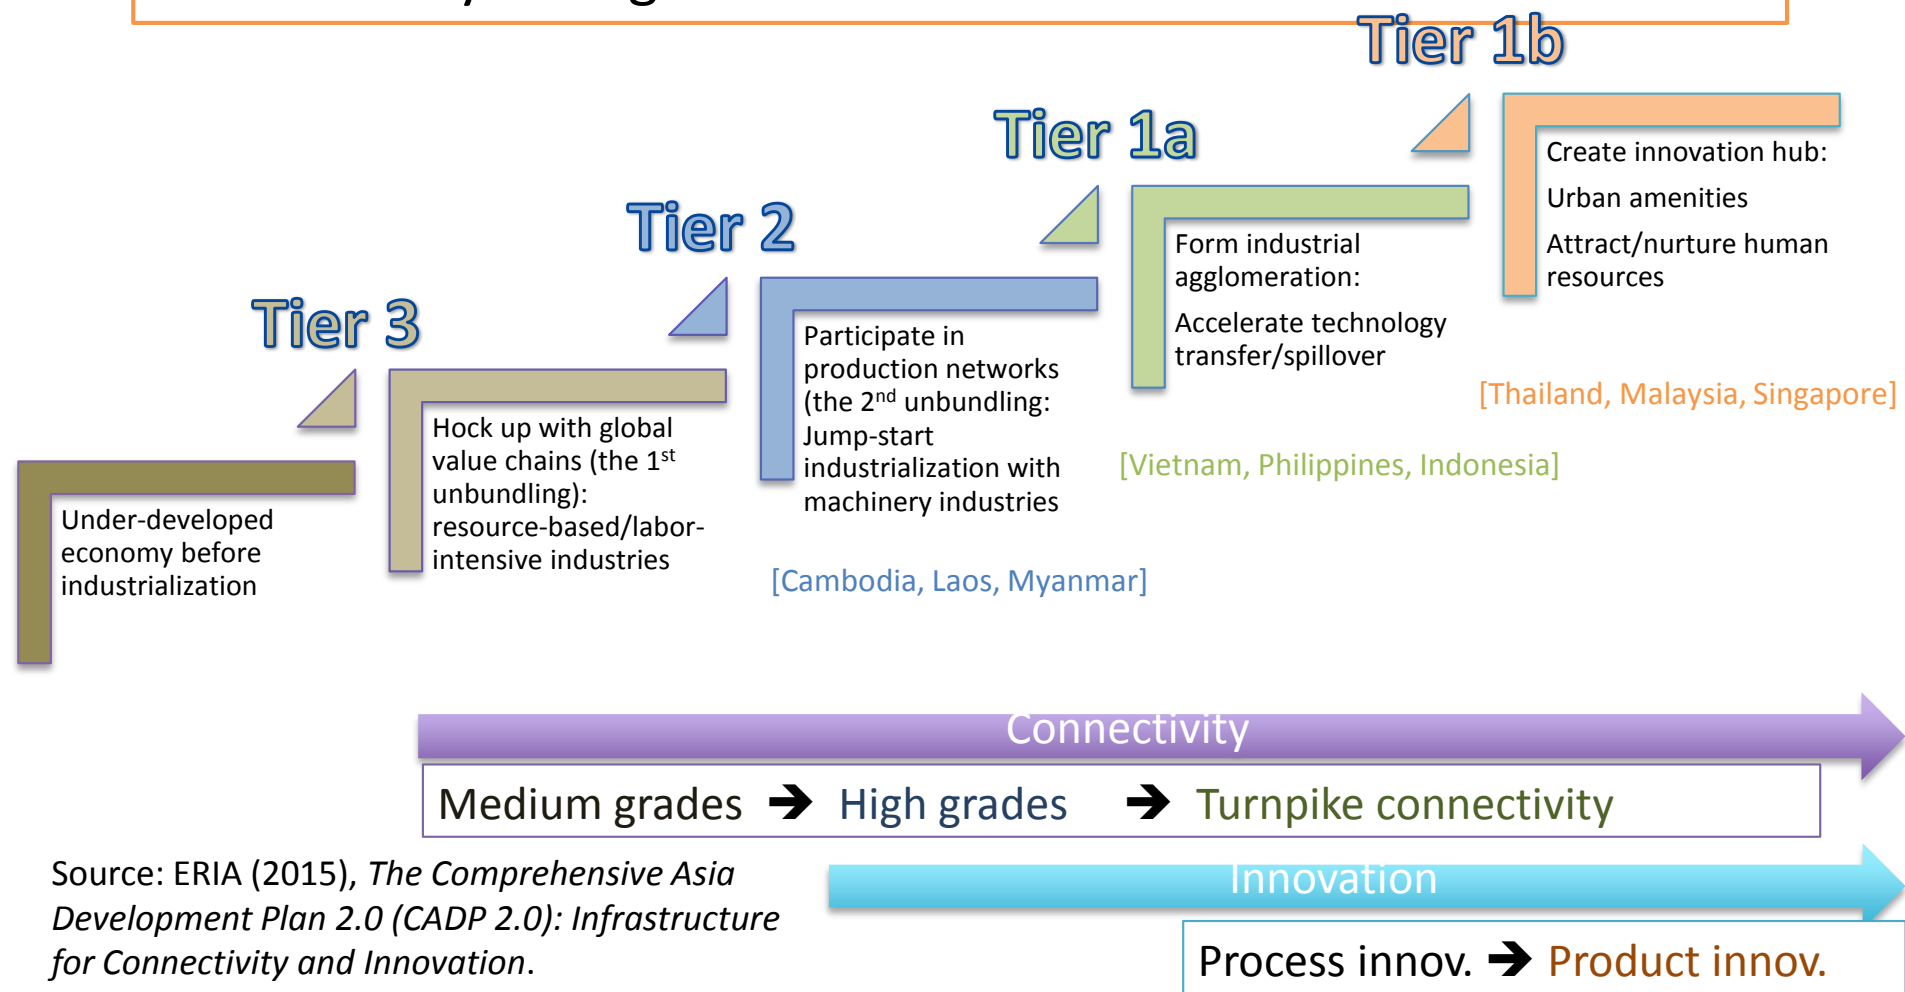 Tier 1b
Tier 1a
Tier 2
Tier 3
Under-developed
economy before
industrialization
Hock up with global
value chains (the 1st
unbundling):
resource-based/labor-
intensive industries
Participate in
production networks
(the 2nd unbundling:
Jump-start
industrialization with
machinery industries
Form industrial
agglomeration:
Accelerate technology
transfer/spillover
Create innovation hub:
Urban amenities
Attract/nurture human
resources
[Thailand, Malaysia, Singapore]
[Vietnam, Philippines, Indonesia]
[Cambodia, Laos, Myanmar]
Connectivity
Medium grades ➔ High grades ➔ Turnpike connectivity
Innovation
Process innov. ➔ Product innov.
Source: ERIA (2015), The Comprehensive Asia
Development Plan 2.0 (CADP 2.0): Infrastructure
for Connectivity and Innovation.